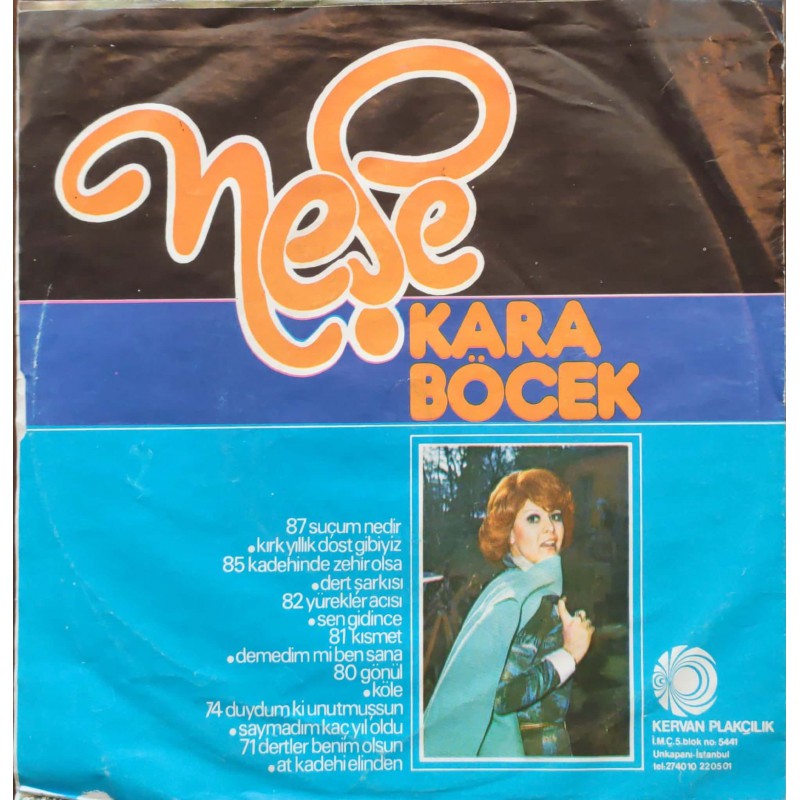 Neşe
KARA
BÖCEK
87 suçum nedir
•kırk yıllık dost gibiyiz
85 kadehinde zehir olsa
•dert şarkısı
82 yürekler acısı
•sen gidince
81 kısmet
•demedim mi ben sana
80 gönül
•köle
74 duydum ki unutmuşsun
•saymadım kaç yıl oldu
71 dertler benim olsun
•at kadehi elinden
KERVAN PLAKÇILIK
İ.M.Ç.5.blok no: 5441
Unkapanı-İstanbul
tel:274010 220501